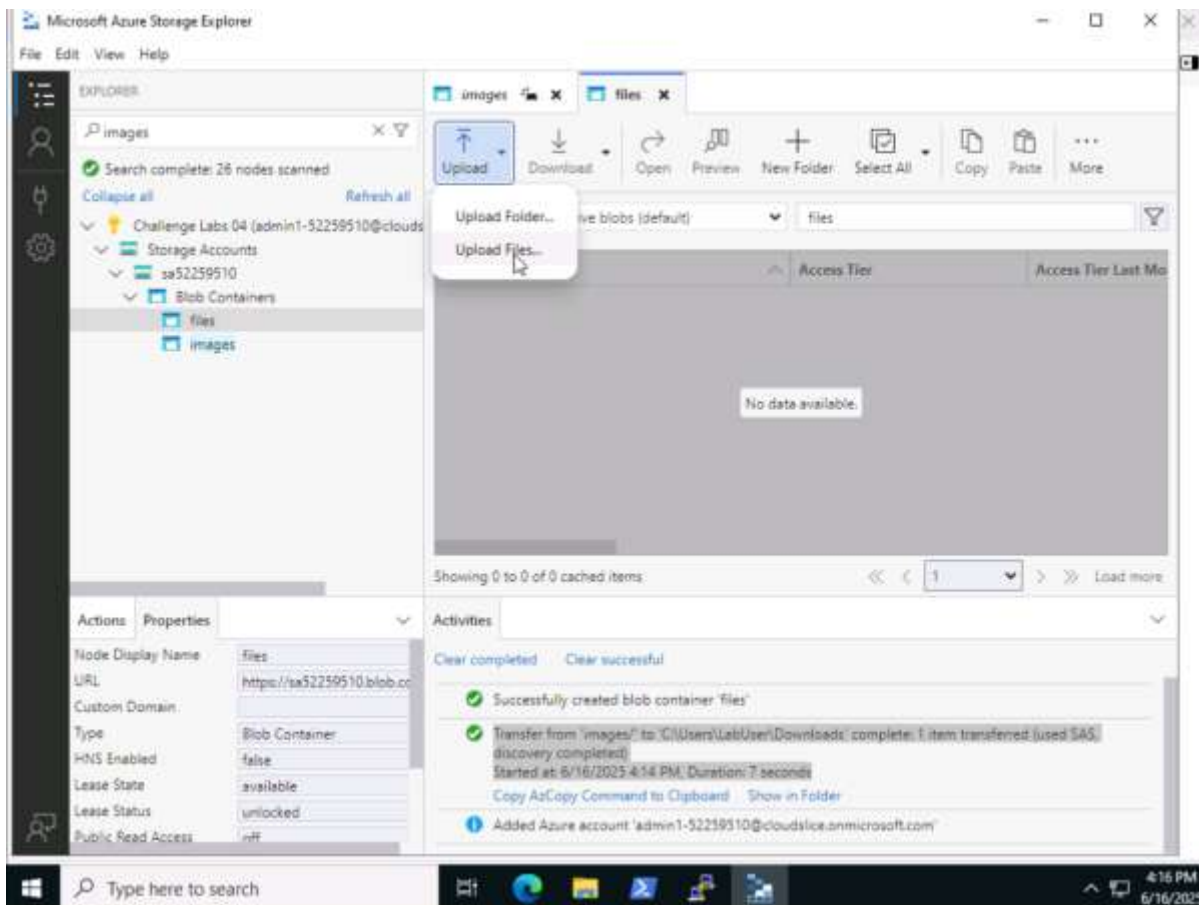 Microsoft Azure Storage Explorer
File Edit View Help
EXPLORER
images
Search complete: 26 nodes scanned
Collapse all Refresh all
Challenge Labs 04 (admin1-52259510@clouds
Storage Accounts
sa52259510
Blob Containers
files
images
images files
Upload Download Open Preview New Folder Select All Copy Paste More
Upload Folder...
Upload Files...
ve blobs (default) files
Access Tier Access Tier Last Mo
No data available.
Showing 0 to 0 of 0 cached items 1 Load more
Actions Properties
Node Display Name files
URL https://sa52259510.blob.co
Custom Domain
Type Blob Container
HNS Enabled false
Lease State available
Lease Status unlocked
Public Read Access off
Activities
Clear completed Clear successful
Successfully created blob container 'files'
Transfer from 'images/' to 'C:\Users\LabUser\Downloads' complete: 1 item transferred (used SAS, discovery completed)
Started at: 6/16/2025 4:14 PM, Duration: 7 seconds
Copy AzCopy Command to Clipboard Show in Folder
Added Azure account 'admin1-52259510@cloudslice.onmicrosoft.com'
Type here to search
4:16 PM
6/16/202